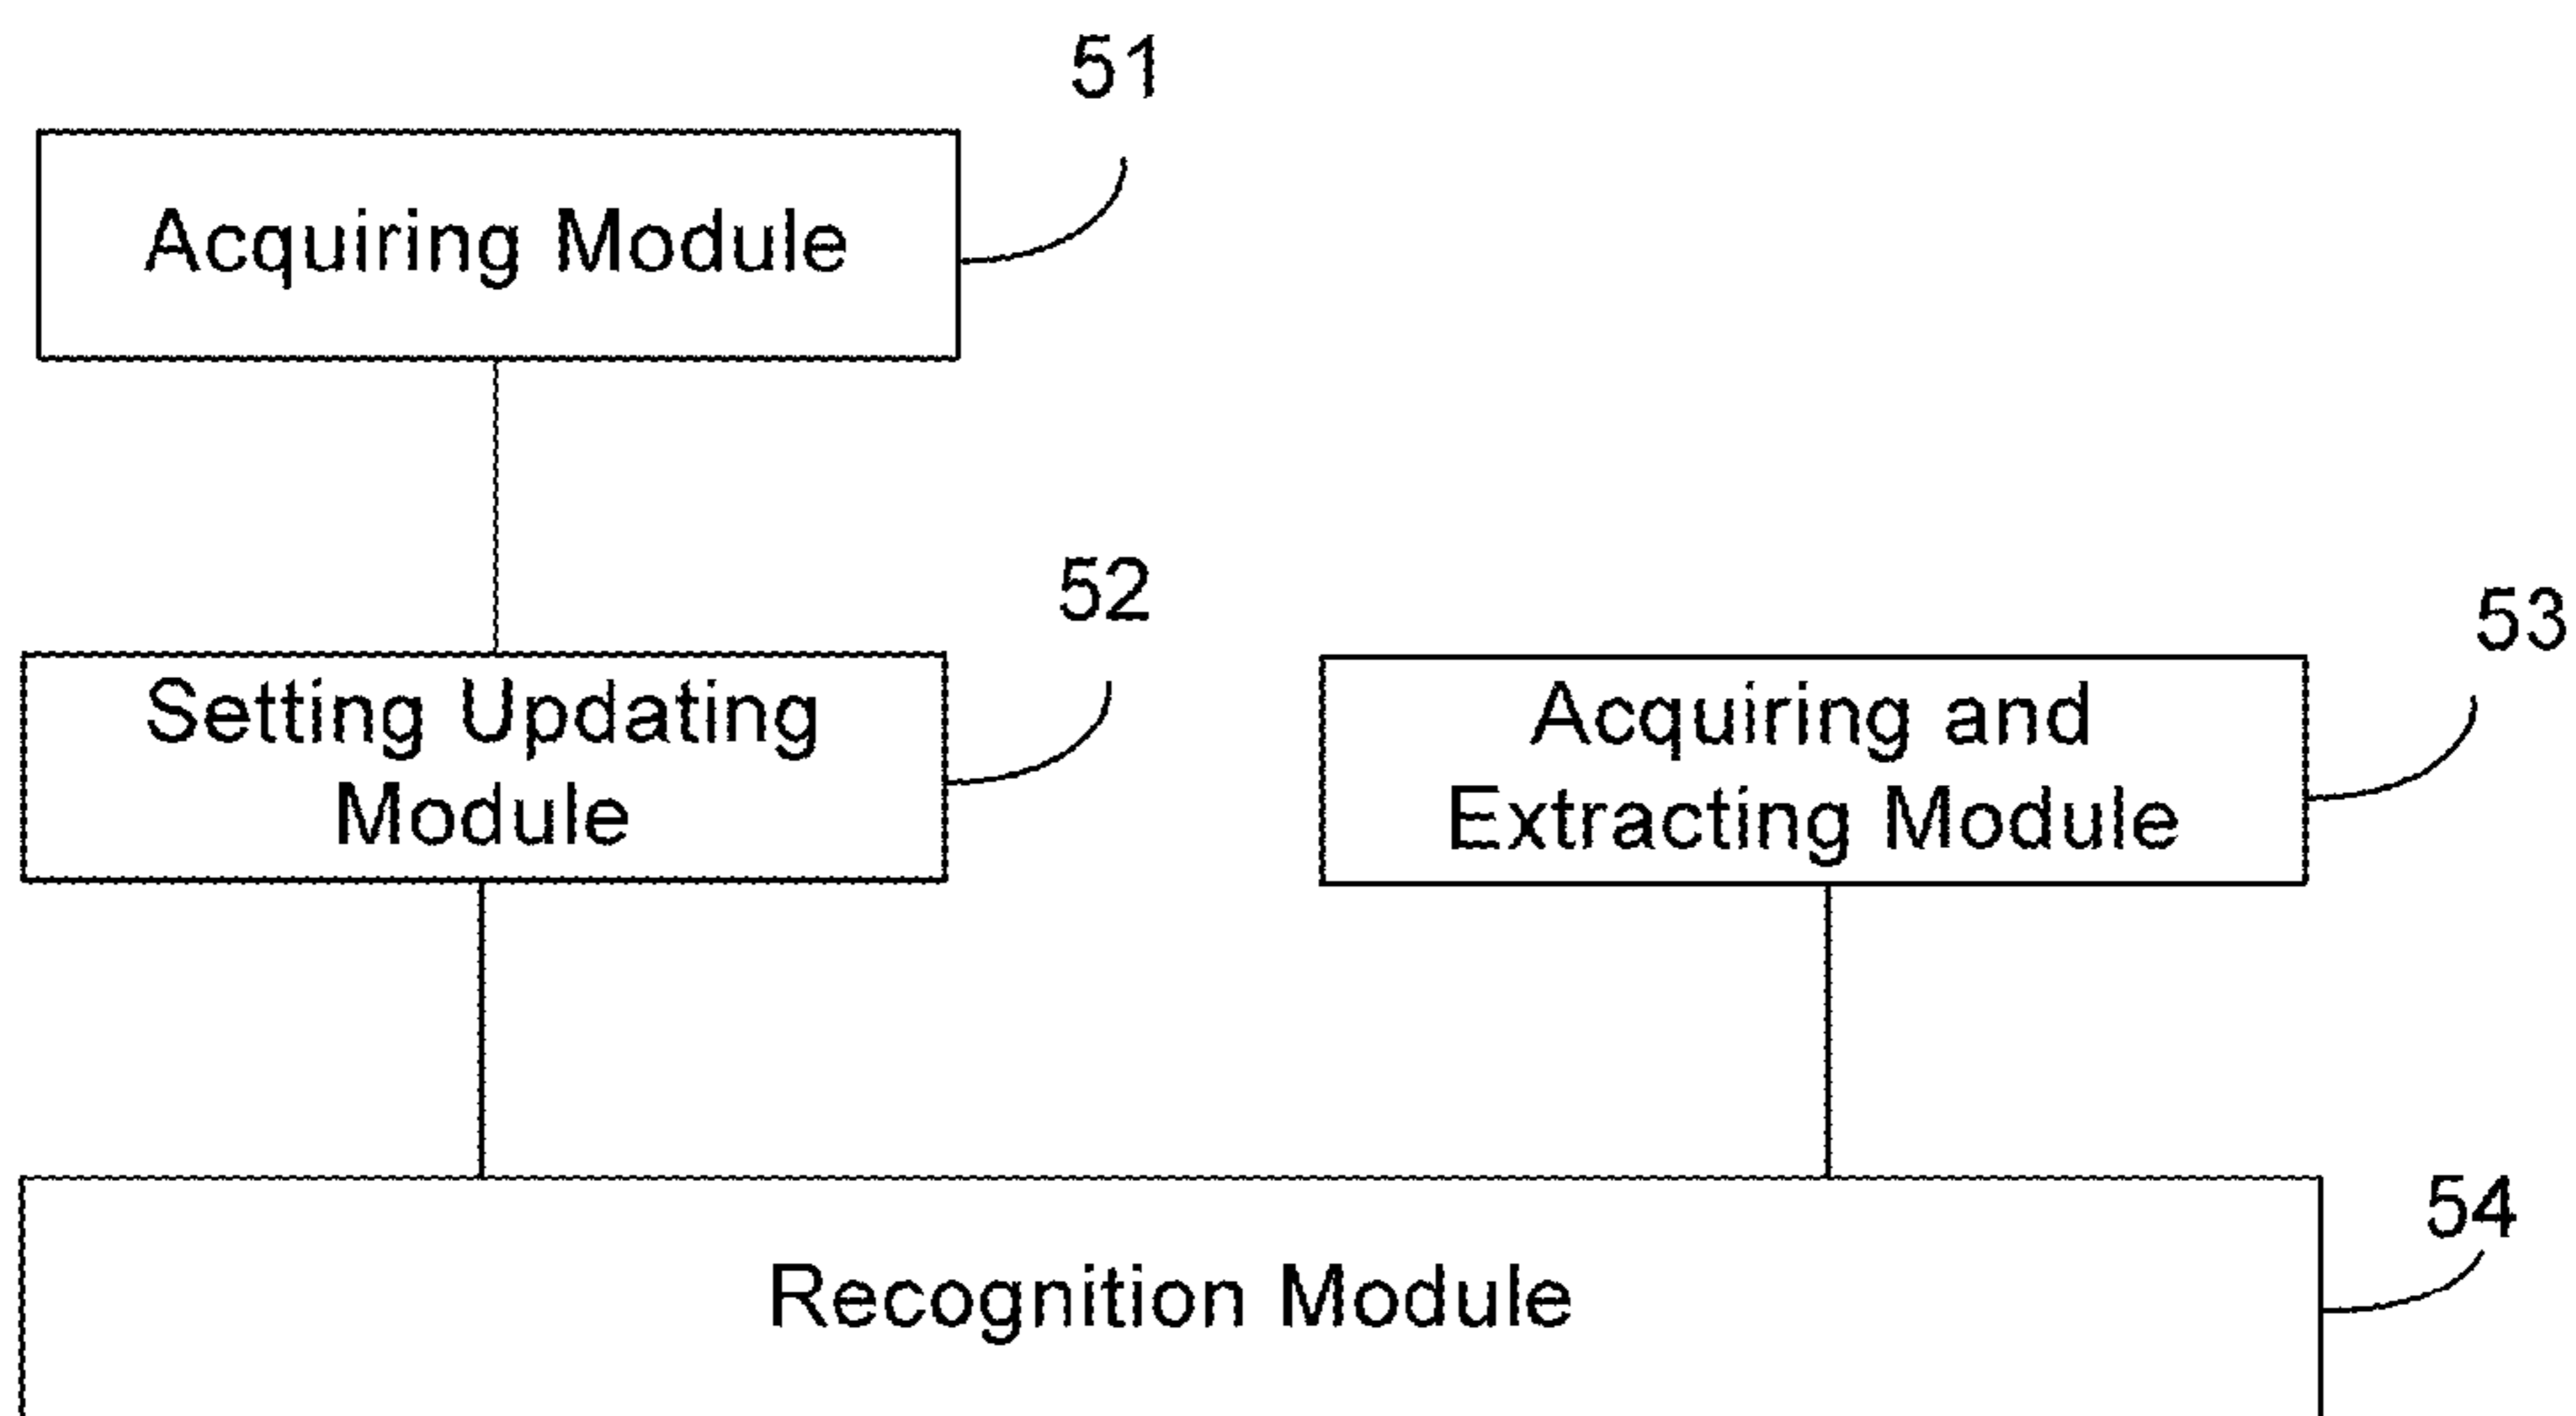 51
Acquiring Module
52
Setting Updating
Module
53
Acquiring and
Extracting Module
54
Recognition Module